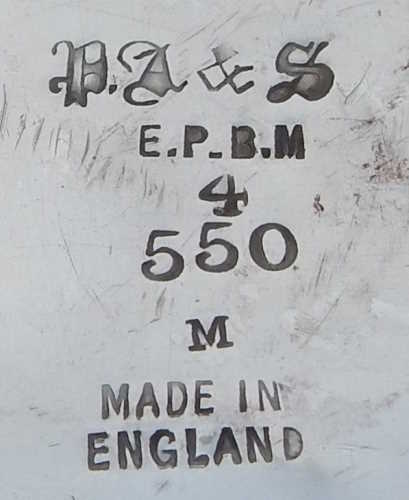 P.A & S
E.P.B.M
4
550
M
MADE IN
ENGLAND